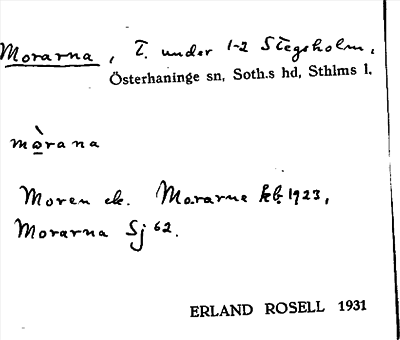 Morarna, T. under 1-2 Stegsholm,
Österhaninge sn, Soth.s hd, Sthlms l.
mòrana
Moren ek. Morarne kb 1923,
Morarna Sj 62.
ERLAND ROSELL 1931